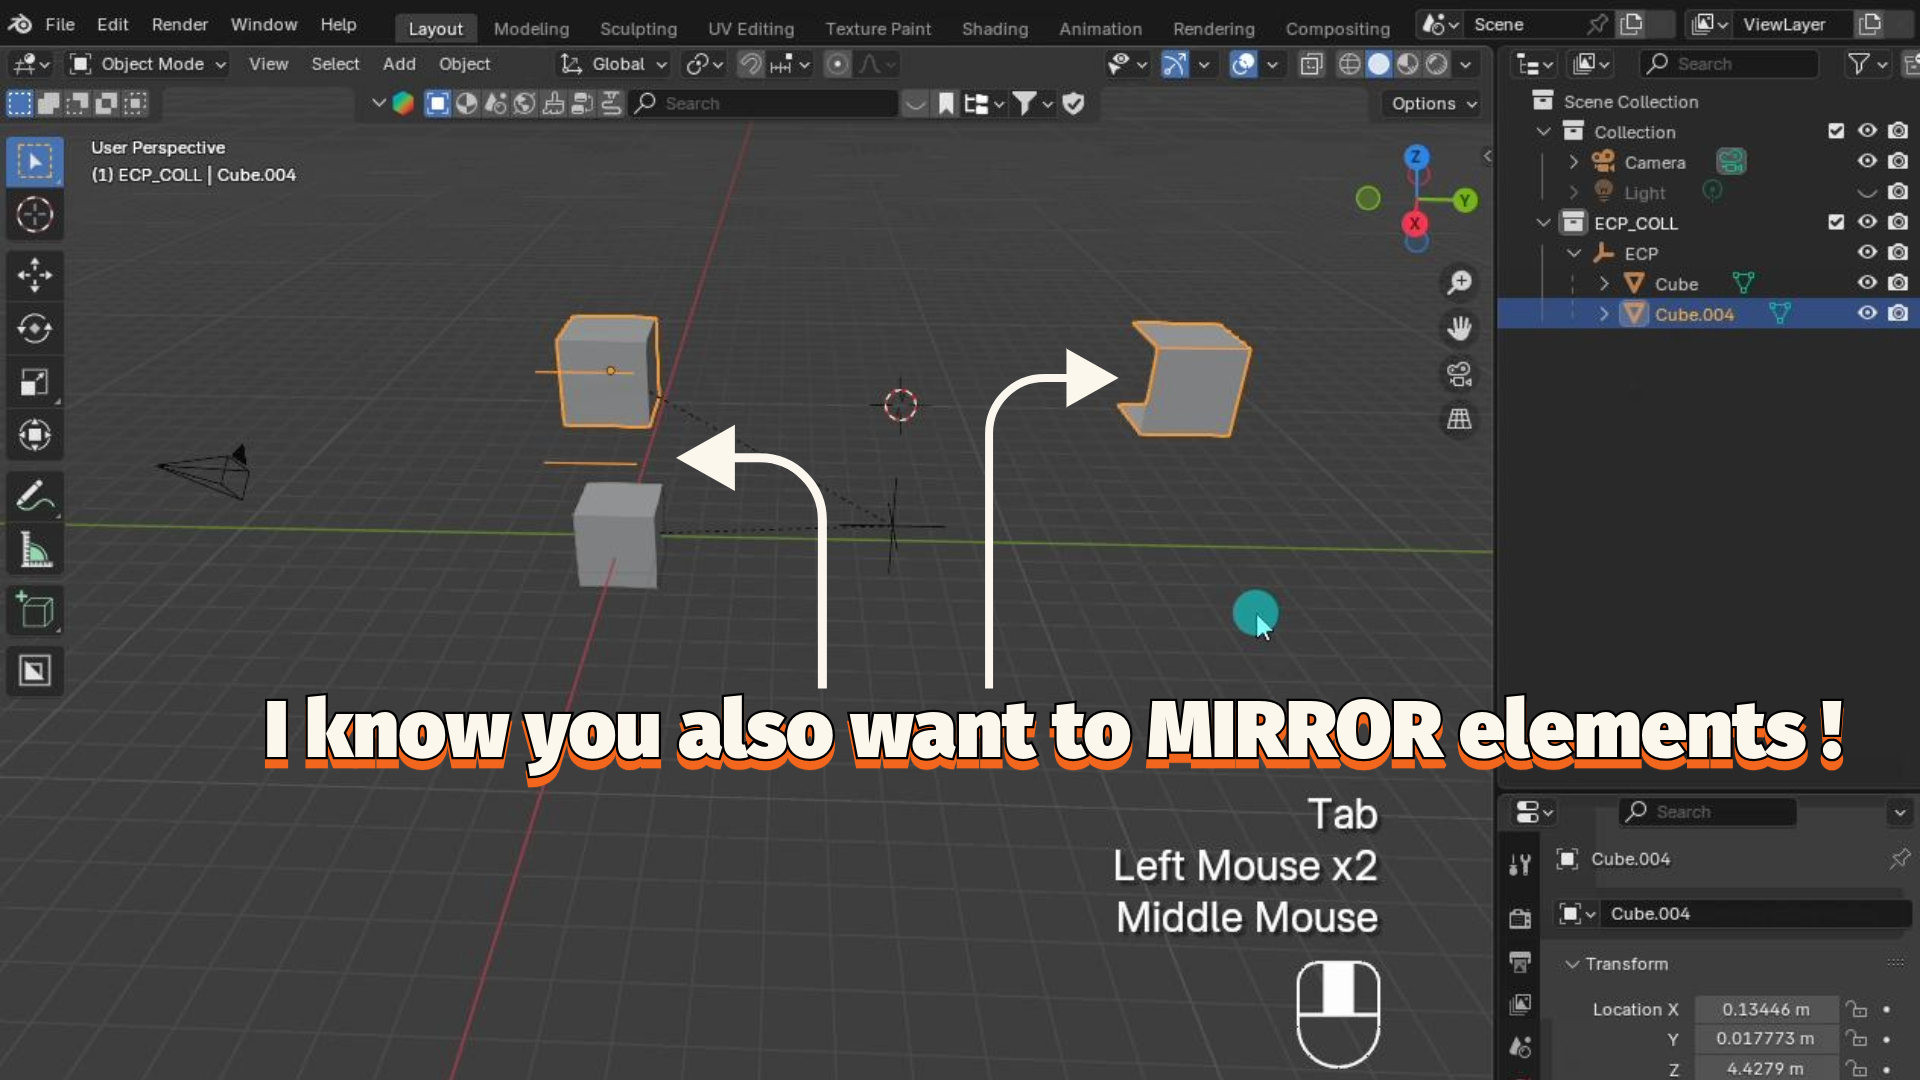 File Edit Render Window Help Layout Modeling Sculpting UV Editing Texture Paint Shading Animation Rendering Compositing Scene ViewLayer
Object Mode View Select Add Object Global Search
Search Options
User Perspective
(1) ECP_COLL | Cube.004
Z
Y
X
Scene Collection
Collection
Camera
Light
ECP_COLL
ECP
Cube
Cube.004
I know you also want to MIRROR elements !
Tab
Left Mouse x2
Middle Mouse
Search
Cube.004
Cube.004
Transform
Location X 0.13446 m
Y 0.017773 m
Z 4.4279 m